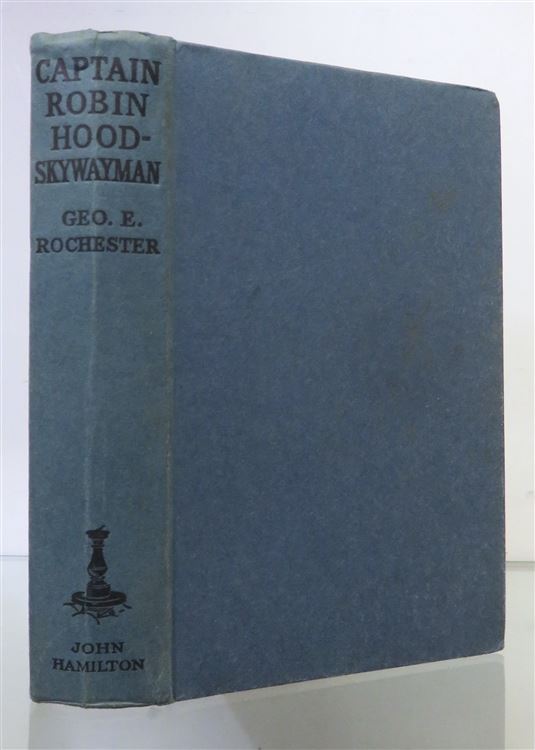 CAPTAIN
ROBIN
HOOD-
SKYWAYMAN
GEO. E.
ROCHESTER
JOHN
HAMILTON